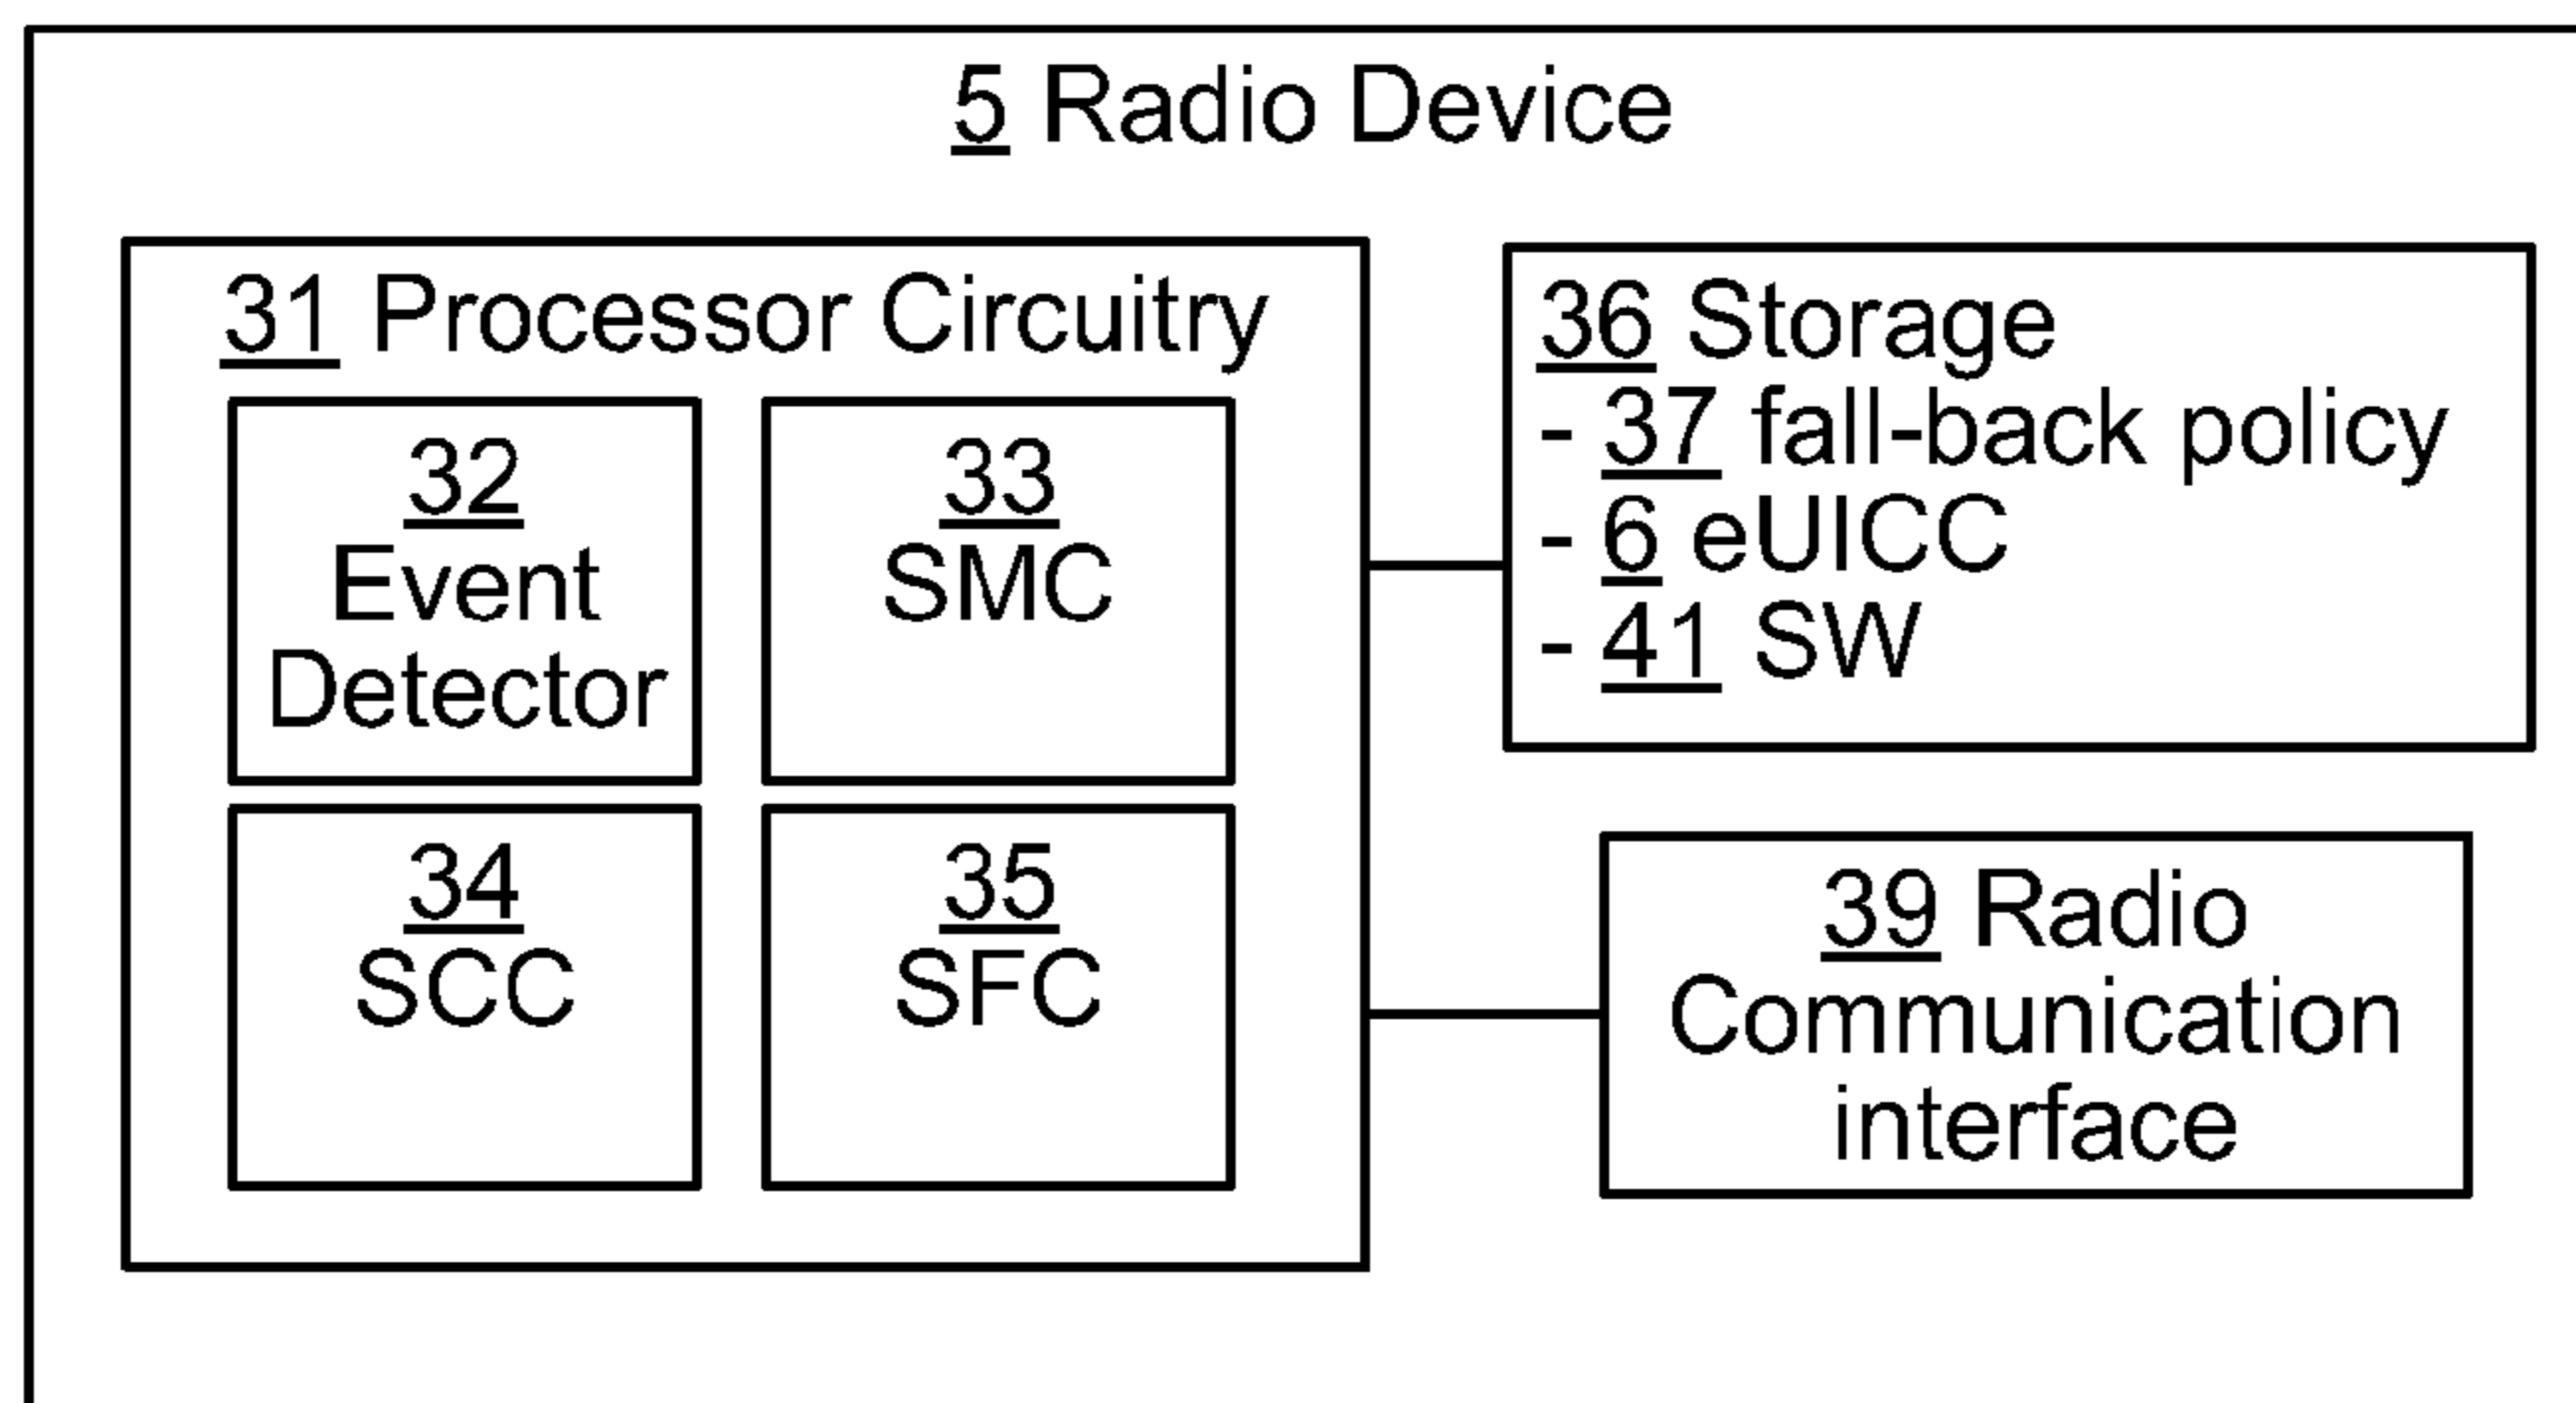 5 Radio Device
31 Processor Circuitry
32
Event
Detector
33
SMC
34
SCC
35
SFC
36 Storage
- 37 fall-back policy
- 6 eUICC
- 41 SW
39 Radio
Communication
interface